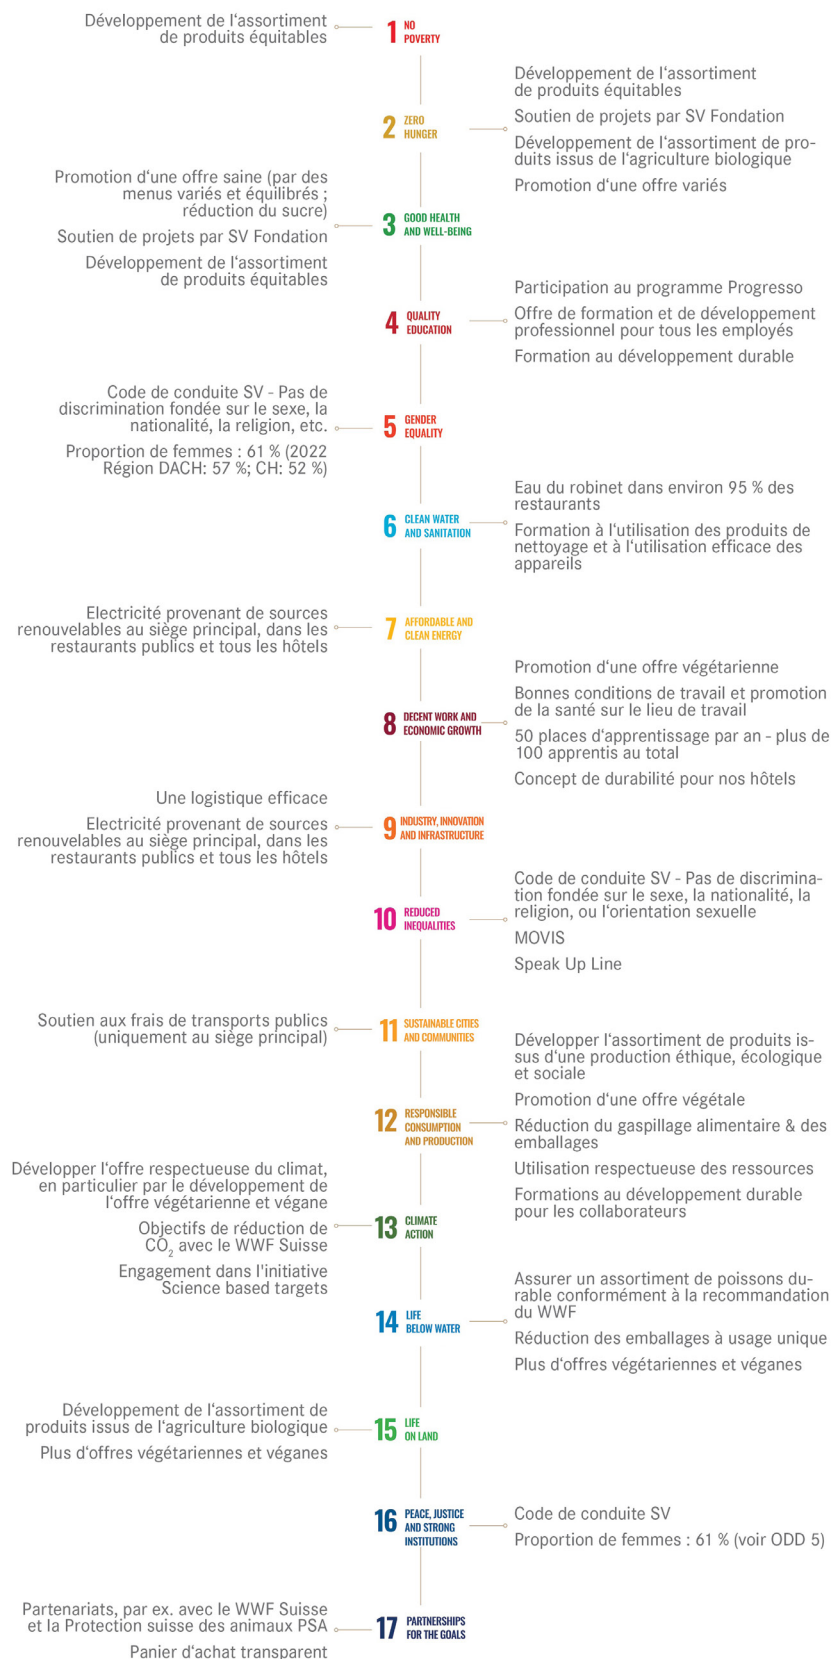 Développement de l'assortiment
de produits équitables
1 NO
POVERTY
Développement de l'assortiment
de produits équitables
Soutien de projets par SV Fondation
Développement de l'assortiment de pro-
duits issus de l'agriculture biologique
Promotion d'une offre variés
2 ZERO
HUNGER
Promotion d'une offre saine (par des
menus variés et équilibrés ;
réduction du sucre)
Soutien de projets par SV Fondation
Développement de l'assortiment
de produits équitables
3 GOOD HEALTH
AND WELL-BEING
Participation au programme Progresso
Offre de formation et de développement
professionnel pour tous les employés
Formation au développement durable
4 QUALITY
EDUCATION
Code de conduite SV - Pas de
discrimination fondée sur le sexe, la
nationalité, la religion, etc.
Proportion de femmes : 61 % (2022
Région DACH: 57 %; CH: 52 %)
5 GENDER
EQUALITY
Eau du robinet dans environ 95 % des
restaurants
Formation à l'utilisation des produits de
nettoyage et à l'utilisation efficace des
appareils
6 CLEAN WATER
AND SANITATION
Electricité provenant de sources
renouvelables au siège principal, dans les
restaurants publics et tous les hôtels
7 AFFORDABLE AND
CLEAN ENERGY
Promotion d'une offre végétarienne
Bonnes conditions de travail et promotion
de la santé sur le lieu de travail
50 places d'apprentissage par an - plus de
100 apprentis au total
Concept de durabilité pour nos hôtels
8 DECENT WORK AND
ECONOMIC GROWTH
Une logistique efficace
Electricité provenant de sources
renouvelables au siège principal, dans les
restaurants publics et tous les hôtels
9 INDUSTRY, INNOVATION
AND INFRASTRUCTURE
Code de conduite SV - Pas de discrimina-
tion fondée sur le sexe, la nationalité, la
religion, ou l'orientation sexuelle
MOVIS
Speak Up Line
10 REDUCED
INEQUALITIES
Soutien aux frais de transports publics
(uniquement au siège principal)
11 SUSTAINABLE CITIES
AND COMMUNITIES
Développer l'assortiment de produits is-
sus d'une production éthique, écologique
et sociale
Promotion d'une offre végétale
Réduction du gaspillage alimentaire & des
emballages
Utilisation respectueuse des ressources
Formations au développement durable
pour les collaborateurs
12 RESPONSIBLE
CONSUMPTION
AND PRODUCTION
Développer l'offre respectueuse du climat,
en particulier par le développement de
l'offre végétarienne et végane
Objectifs de réduction de
CO2 avec le WWF Suisse
Engagement dans l'initiative
Science based targets
13 CLIMATE
ACTION
Assurer un assortiment de poissons du-
rable conformément à la recommandation
du WWF
Réduction des emballages à usage unique
Plus d'offres végétariennes et véganes
14 LIFE
BELOW WATER
Développement de l'assortiment de
produits issus de l'agriculture biologique
Plus d'offres végétariennes et véganes
15 LIFE
ON LAND
Code de conduite SV
Proportion de femmes : 61 % (voir ODD 5)
16 PEACE, JUSTICE
AND STRONG
INSTITUTIONS
Partenariats, par ex. avec le WWF Suisse
et la Protection suisse des animaux PSA
Panier d'achat transparent
17 PARTNERSHIPS
FOR THE GOALS